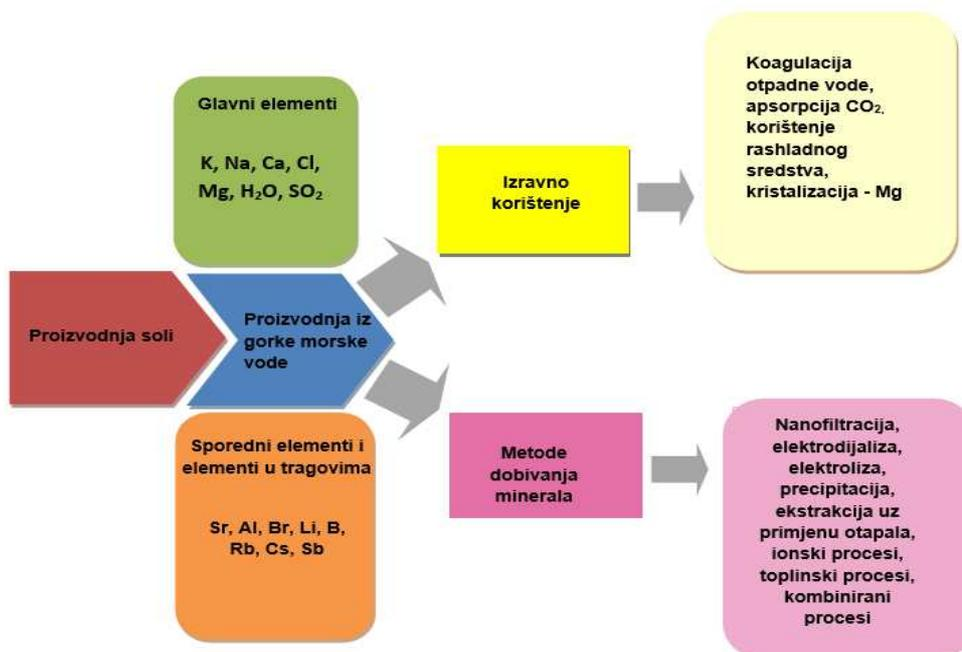 Glavni elementi
K, Na, Ca, Cl,
Mg, H₂O, SO₂
Proizvodnja soli
Proizvodnja iz
gorke morske
vode
Sporedni elementi i
elementi u tragovima
Sr, Al, Br, Li, B,
Rb, Cs, Sb
Izravno
korištenje
Koagulacija
otpadne vode,
apsorpcija CO₂,
korištenje
rashladnog
sredstva,
kristalizacija - Mg
Metode
dobivanja
minerala
Nanofiltracija,
elektrodijaliza,
elektroliza,
precipitacija,
ekstrakcija uz
primjenu otapala,
ionski procesi,
toplinski procesi,
kombinirani
procesi